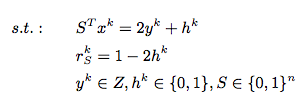 s.t. : S^T x^k = 2y^k + h^k
r_S^k = 1 − 2h^k
y^k ∈ Z, h^k ∈ {0, 1}, S ∈ {0, 1}^n